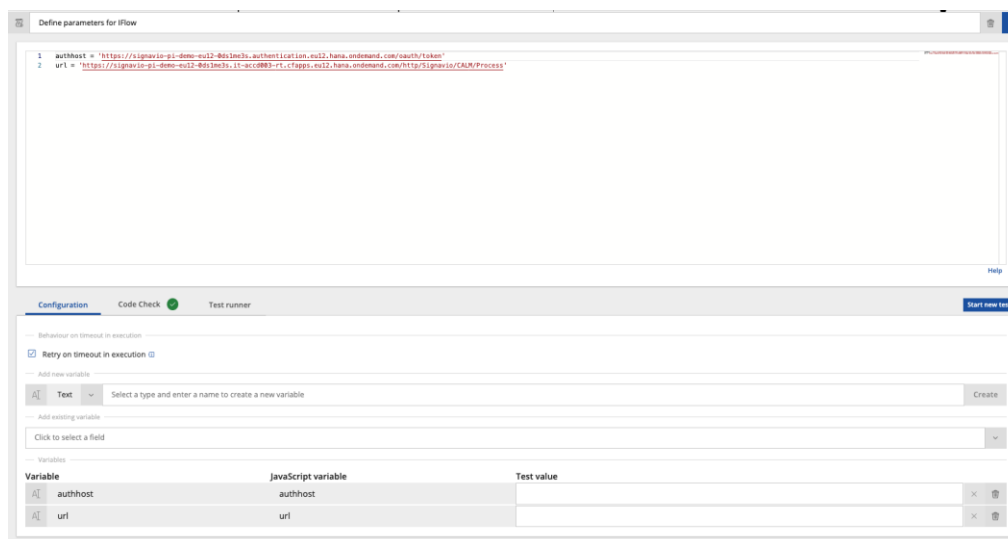 Define parameters for IFlow
1 authhost = 'https://signavio-pi-demo-eu12-0ds1me3s.authentication.eu12.hana.ondemand.com/oauth/token'
2 url = 'https://signavio-pi-demo-eu12-0ds1me3s.it-accd003-rt.cfapps.eu12.hana.ondemand.com/http/Signavio/CALM/Process'
Help
Configuration Code Check Test runner Start new tes
Behaviour on timeout in execution
Retry on timeout in execution
Add new variable
Text Select a type and enter a name to create a new variable Create
Add existing variable
Click to select a field
Variables
Variable JavaScript variable Test value
authhost authhost
url url